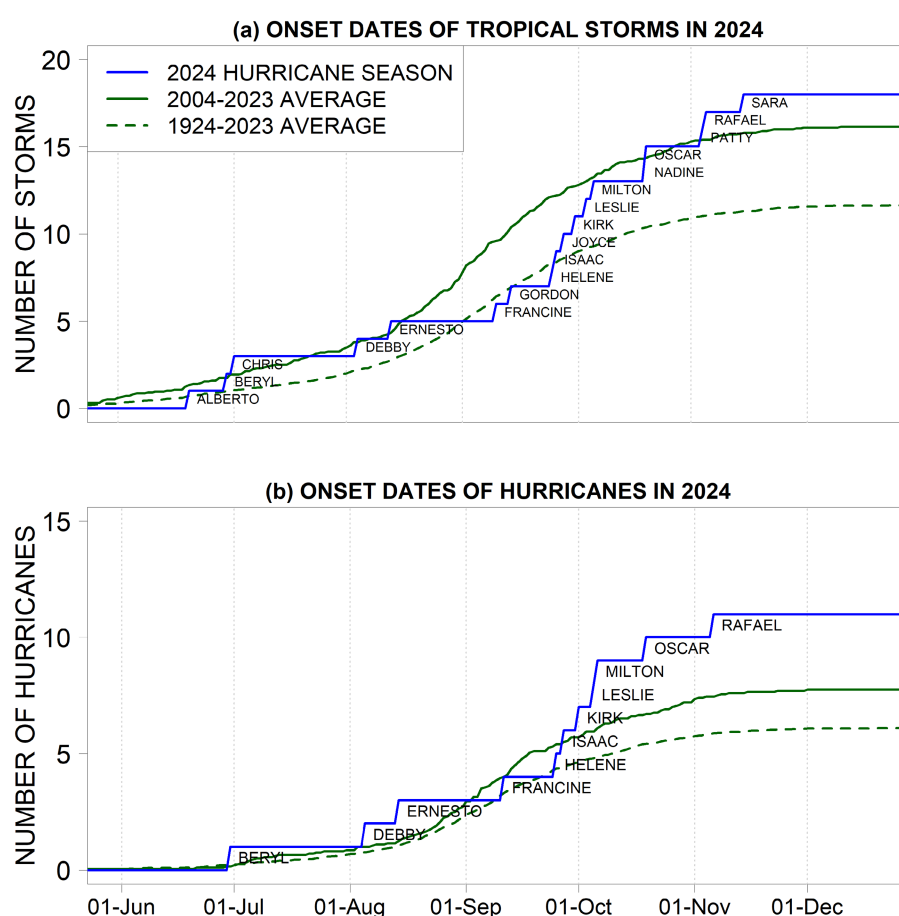 (a) ONSET DATES OF TROPICAL STORMS IN 2024
2024 HURRICANE SEASON
2004-2023 AVERAGE
1924-2023 AVERAGE
NUMBER OF STORMS
20
15
10
5
0
SARA
RAFAEL
PATTY
OSCAR
NADINE
MILTON
LESLIE
KIRK
JOYCE
ISAAC
HELENE
GORDON
FRANCINE
ERNESTO
DEBBY
CHRIS
BERYL
ALBERTO
(b) ONSET DATES OF HURRICANES IN 2024
NUMBER OF HURRICANES
15
10
5
0
RAFAEL
OSCAR
MILTON
LESLIE
KIRK
ISAAC
HELENE
FRANCINE
ERNESTO
DEBBY
BERYL
01-Jun 01-Jul 01-Aug 01-Sep 01-Oct 01-Nov 01-Dec